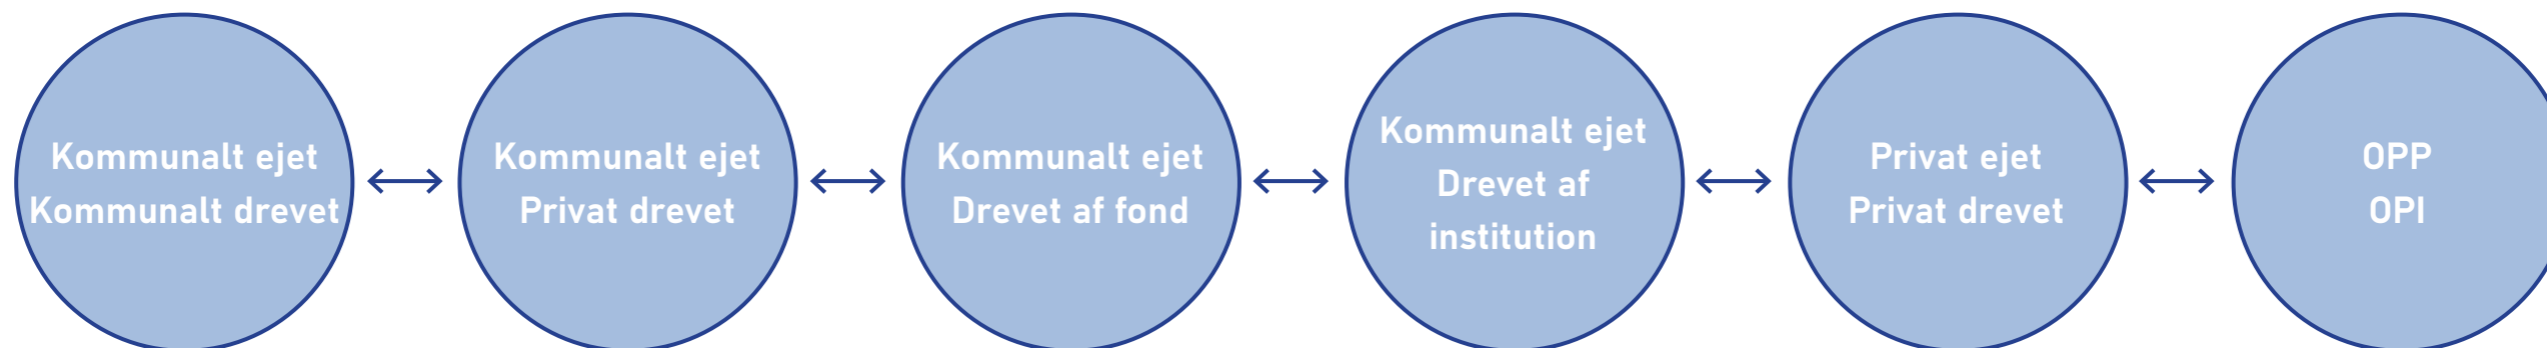 Kommunalt ejet
Kommunalt drevet
Kommunalt ejet
Privat drevet
Kommunalt ejet
Drevet af fond
Kommunalt ejet
Drevet af
institution
Privat ejet
Privat drevet
OPP
OPI